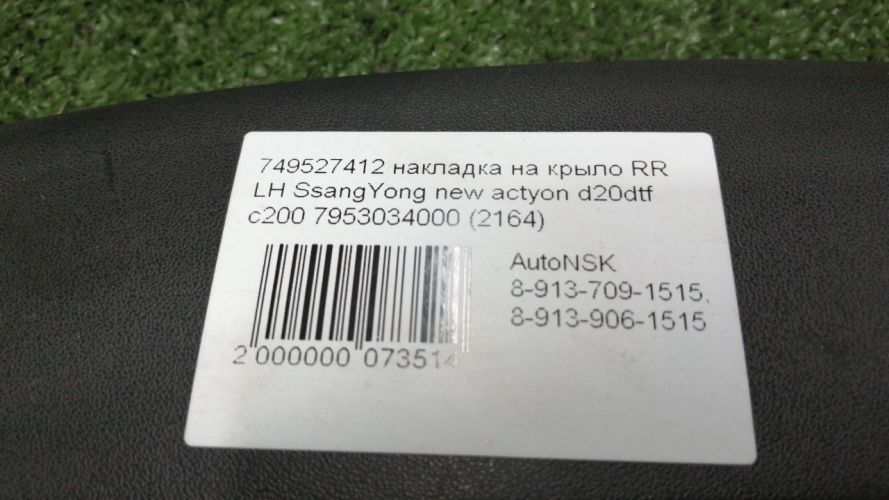 749527412 накладка на крыло RR
LH SsangYong new actyon d20dtf
c200 7953034000 (2164)
AutoNSK
8-913-709-1515,
8-913-906-1515
2 000000 073514